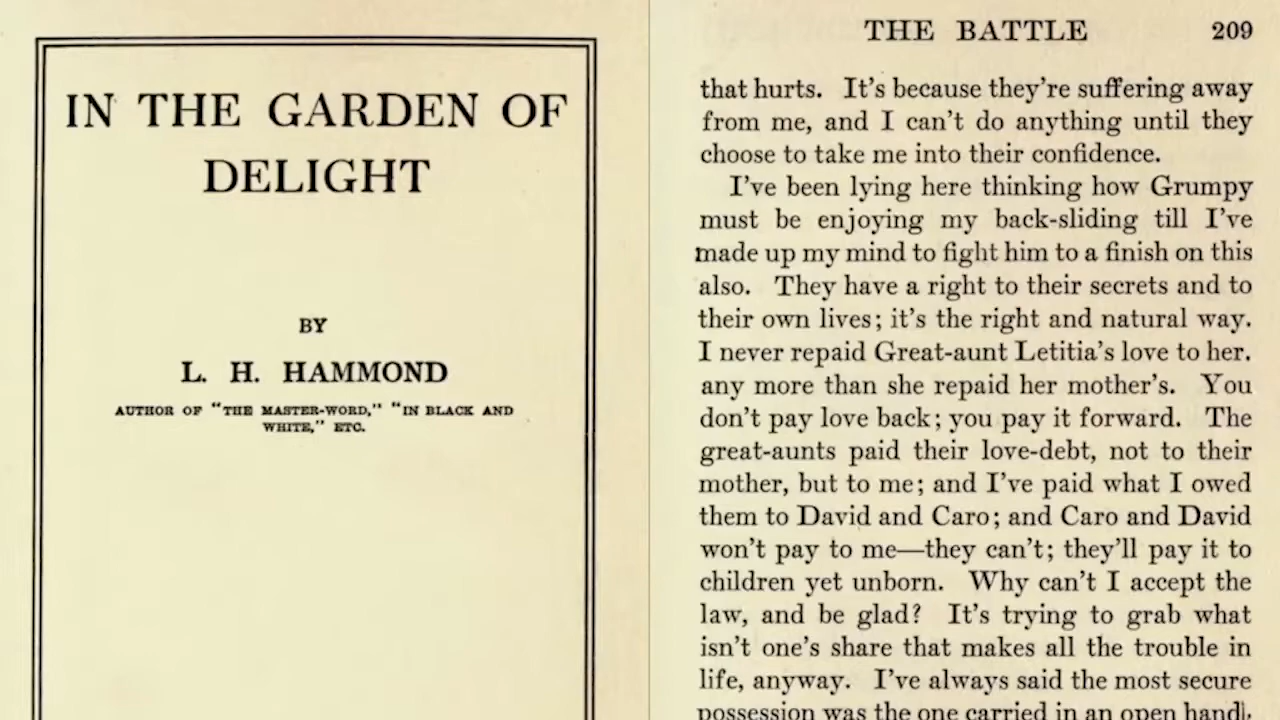 IN THE GARDEN OF
DELIGHT
BY
L. H. HAMMOND
AUTHOR OF "THE MASTER-WORD," "IN BLACK AND
WHITE," ETC.
THE BATTLE 209
that hurts. It's because they're suffering away
from me, and I can't do anything until they
choose to take me into their confidence.
I've been lying here thinking how Grumpy
must be enjoying my back-sliding till I've
made up my mind to fight him to a finish on this
also. They have a right to their secrets and to
their own lives; it's the right and natural way.
I never repaid Great-aunt Letitia's love to her.
any more than she repaid her mother's. You
don't pay love back; you pay it forward. The
great-aunts paid their love-debt, not to their
mother, but to me; and I've paid what I owed
them to David and Caro; and Caro and David
won't pay to me—they can't; they'll pay it to
children yet unborn. Why can't I accept the
law, and be glad? It's trying to grab what
isn't one's share that makes all the trouble in
life, anyway. I've always said the most secure
possession was the one carried in an open hand.